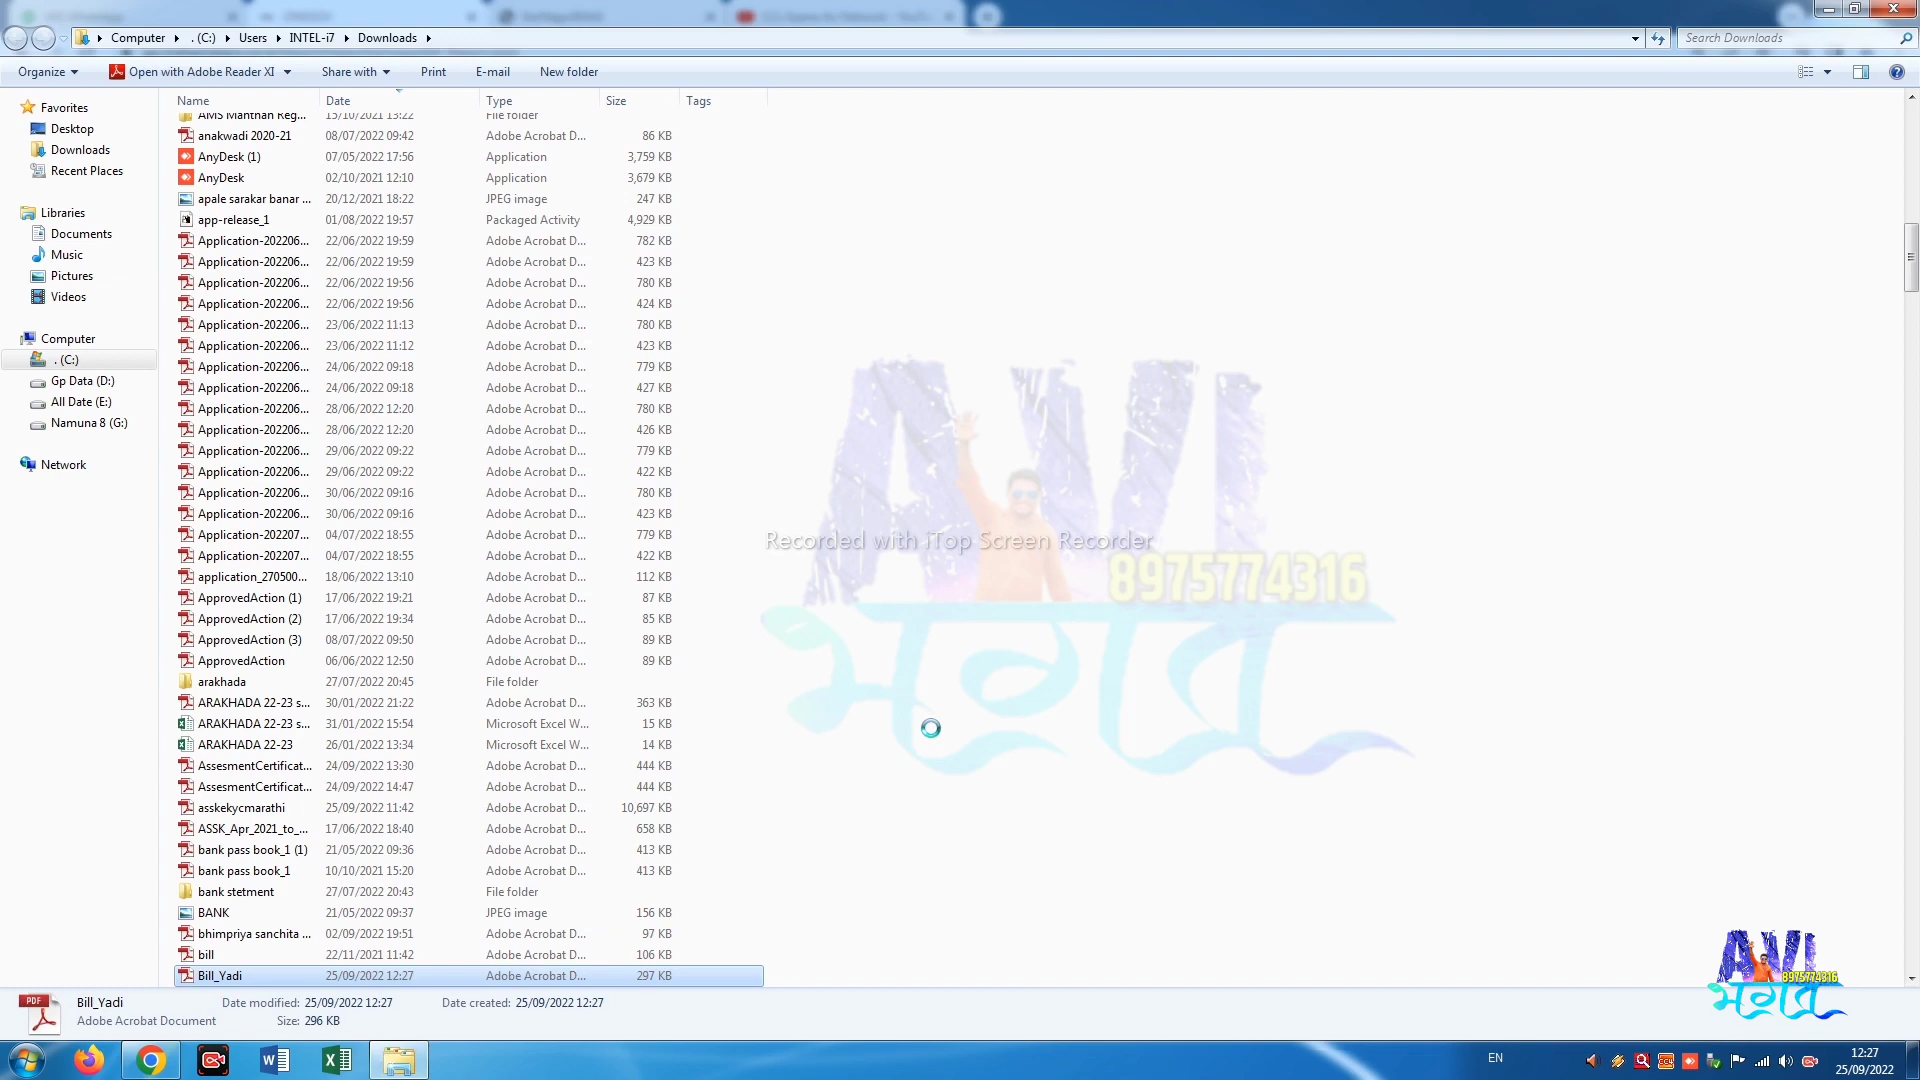 Computer . (C:) Users INTEL-i7 Downloads
Search Downloads
Organize Open with Adobe Reader XI Share with Print E-mail New folder
Name Date Type Size Tags
Favorites
Desktop
Downloads
Recent Places
Libraries
Documents
Music
Pictures
Videos
Computer
. (C:)
Gp Data (D:)
All Date (E:)
Namuna 8 (G:)
Network
AMS Manthan Reg... 15/10/2021 13:22 File folder
anakwadi 2020-21 08/07/2022 09:42 Adobe Acrobat D... 86 KB
AnyDesk (1) 07/05/2022 17:56 Application 3,759 KB
AnyDesk 02/10/2021 12:10 Application 3,679 KB
apale sarakar banar ... 20/12/2021 18:22 JPEG image 247 KB
app-release_1 01/08/2022 19:57 Packaged Activity 4,929 KB
Application-202206... 22/06/2022 19:59 Adobe Acrobat D... 782 KB
Application-202206... 22/06/2022 19:59 Adobe Acrobat D... 423 KB
Application-202206... 22/06/2022 19:56 Adobe Acrobat D... 780 KB
Application-202206... 22/06/2022 19:56 Adobe Acrobat D... 424 KB
Application-202206... 23/06/2022 11:13 Adobe Acrobat D... 780 KB
Application-202206... 23/06/2022 11:12 Adobe Acrobat D... 423 KB
Application-202206... 24/06/2022 09:18 Adobe Acrobat D... 779 KB
Application-202206... 24/06/2022 09:18 Adobe Acrobat D... 427 KB
Application-202206... 28/06/2022 12:20 Adobe Acrobat D... 780 KB
Application-202206... 28/06/2022 12:20 Adobe Acrobat D... 426 KB
Application-202206... 29/06/2022 09:22 Adobe Acrobat D... 779 KB
Application-202206... 29/06/2022 09:22 Adobe Acrobat D... 422 KB
Application-202206... 30/06/2022 09:16 Adobe Acrobat D... 780 KB
Application-202206... 30/06/2022 09:16 Adobe Acrobat D... 423 KB
Application-202207... 04/07/2022 18:55 Adobe Acrobat D... 779 KB
Application-202207... 04/07/2022 18:55 Adobe Acrobat D... 422 KB
application_270500... 18/06/2022 13:10 Adobe Acrobat D... 112 KB
ApprovedAction (1) 17/06/2022 19:21 Adobe Acrobat D... 87 KB
ApprovedAction (2) 17/06/2022 19:34 Adobe Acrobat D... 85 KB
ApprovedAction (3) 08/07/2022 09:50 Adobe Acrobat D... 89 KB
ApprovedAction 06/06/2022 12:50 Adobe Acrobat D... 89 KB
arakhada 27/07/2022 20:45 File folder
ARAKHADA 22-23 s... 30/01/2022 21:22 Adobe Acrobat D... 363 KB
ARAKHADA 22-23 s... 31/01/2022 15:54 Microsoft Excel W... 15 KB
ARAKHADA 22-23 26/01/2022 13:34 Microsoft Excel W... 14 KB
AssesmentCertificat... 24/09/2022 13:30 Adobe Acrobat D... 444 KB
AssesmentCertificat... 24/09/2022 14:47 Adobe Acrobat D... 444 KB
asskekycmarathi 25/09/2022 11:42 Adobe Acrobat D... 10,697 KB
ASSK_Apr_2021_to_... 17/06/2022 18:40 Adobe Acrobat D... 658 KB
bank pass book_1 (1) 21/05/2022 09:36 Adobe Acrobat D... 413 KB
bank pass book_1 10/10/2021 15:20 Adobe Acrobat D... 413 KB
bank stetment 27/07/2022 20:43 File folder
BANK 21/05/2022 09:37 JPEG image 156 KB
bhimpriya sanchita ... 02/09/2022 19:51 Adobe Acrobat D... 97 KB
bill 22/11/2021 11:42 Adobe Acrobat D... 106 KB
Bill_Yadi 25/09/2022 12:27 Adobe Acrobat D... 297 KB
AVI
Recorded with iTop Screen Recorder
8975774316
भगत
AVI
8975774316
भगत
PDF
Bill_Yadi Date modified: 25/09/2022 12:27 Date created: 25/09/2022 12:27
Adobe Acrobat Document Size: 296 KB
EN
12:27
25/09/2022